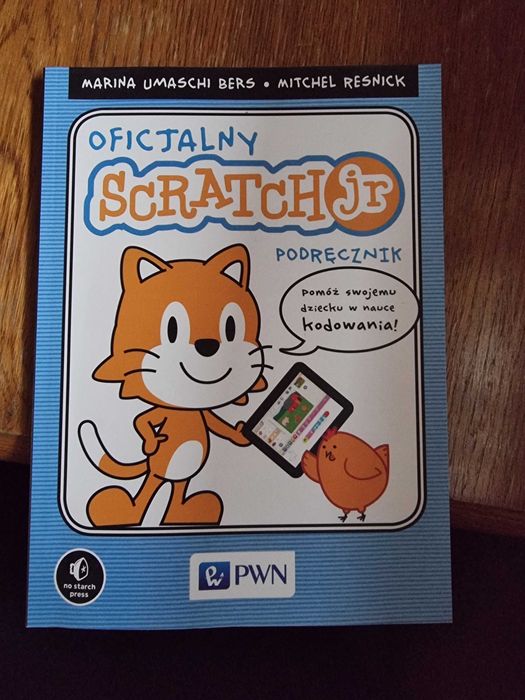 MARINA UMASCHI BERS • MITCHEL RESNICK
OFICJALNY
SCRATCH jr
PODRĘCZNIK
pomóż swojemu
dziecku w nauce
kodowania!
no starch
press
PWN